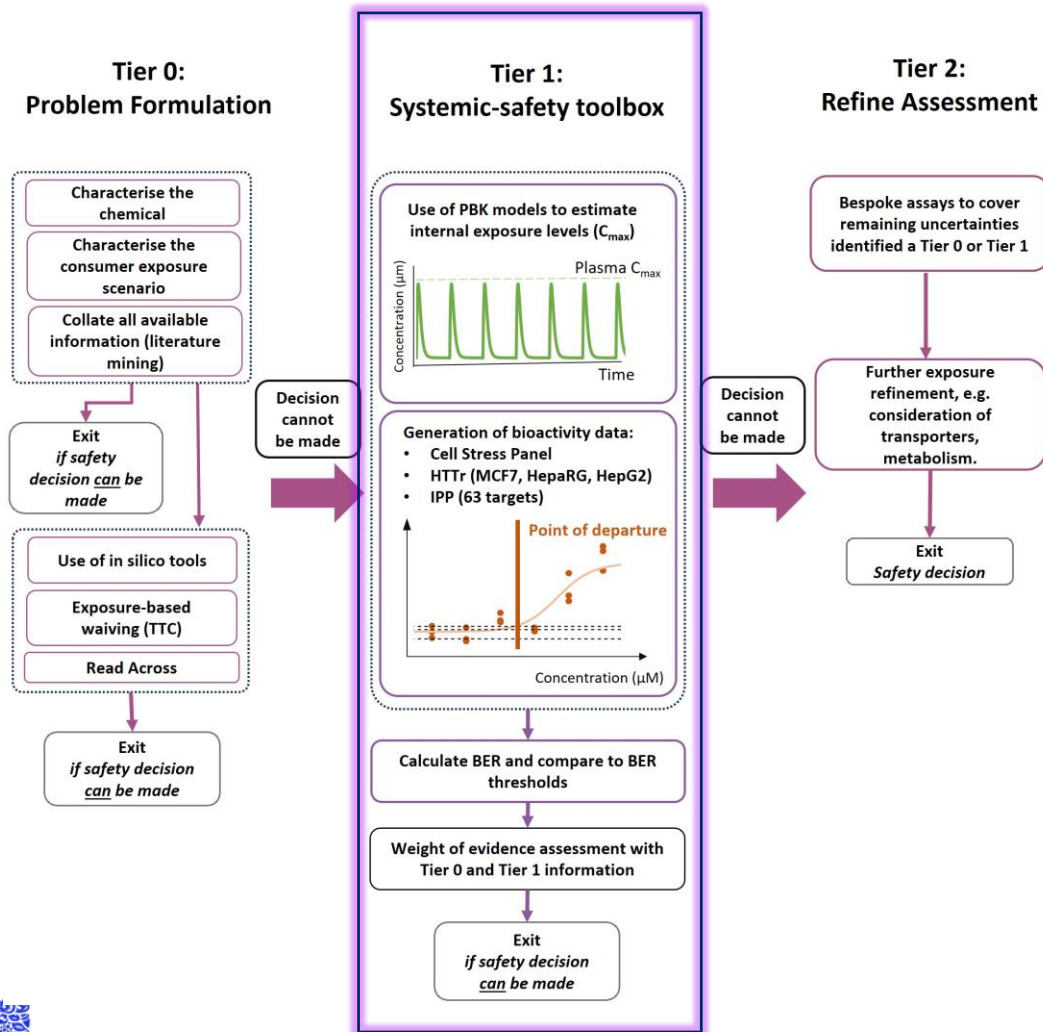 Tier 0:
Problem Formulation
Characterise the
chemical
Characterise the
consumer exposure
scenario
Collate all available
information (literature
mining)
Exit
if safety
decision can be
made
Use of in silico tools
Exposure-based
waiving (TTC)
Read Across
Exit
if safety decision
can be made
Decision
cannot
be made
Tier 1:
Systemic-safety toolbox
Use of PBK models to estimate
internal exposure levels (Cmax)
Plasma Cmax
Concentration (µm)
Time
Generation of bioactivity data:
• Cell Stress Panel
• HTTr (MCF7, HepaRG, HepG2)
• IPP (63 targets)
Point of departure
Concentration (µM)
Calculate BER and compare to BER
thresholds
Weight of evidence assessment with
Tier 0 and Tier 1 information
Exit
if safety decision
can be made
Decision
cannot
be made
Tier 2:
Refine Assessment
Bespoke assays to cover
remaining uncertainties
identified a Tier 0 or Tier 1
Further exposure
refinement, e.g.
consideration of
transporters,
metabolism.
Exit
Safety decision